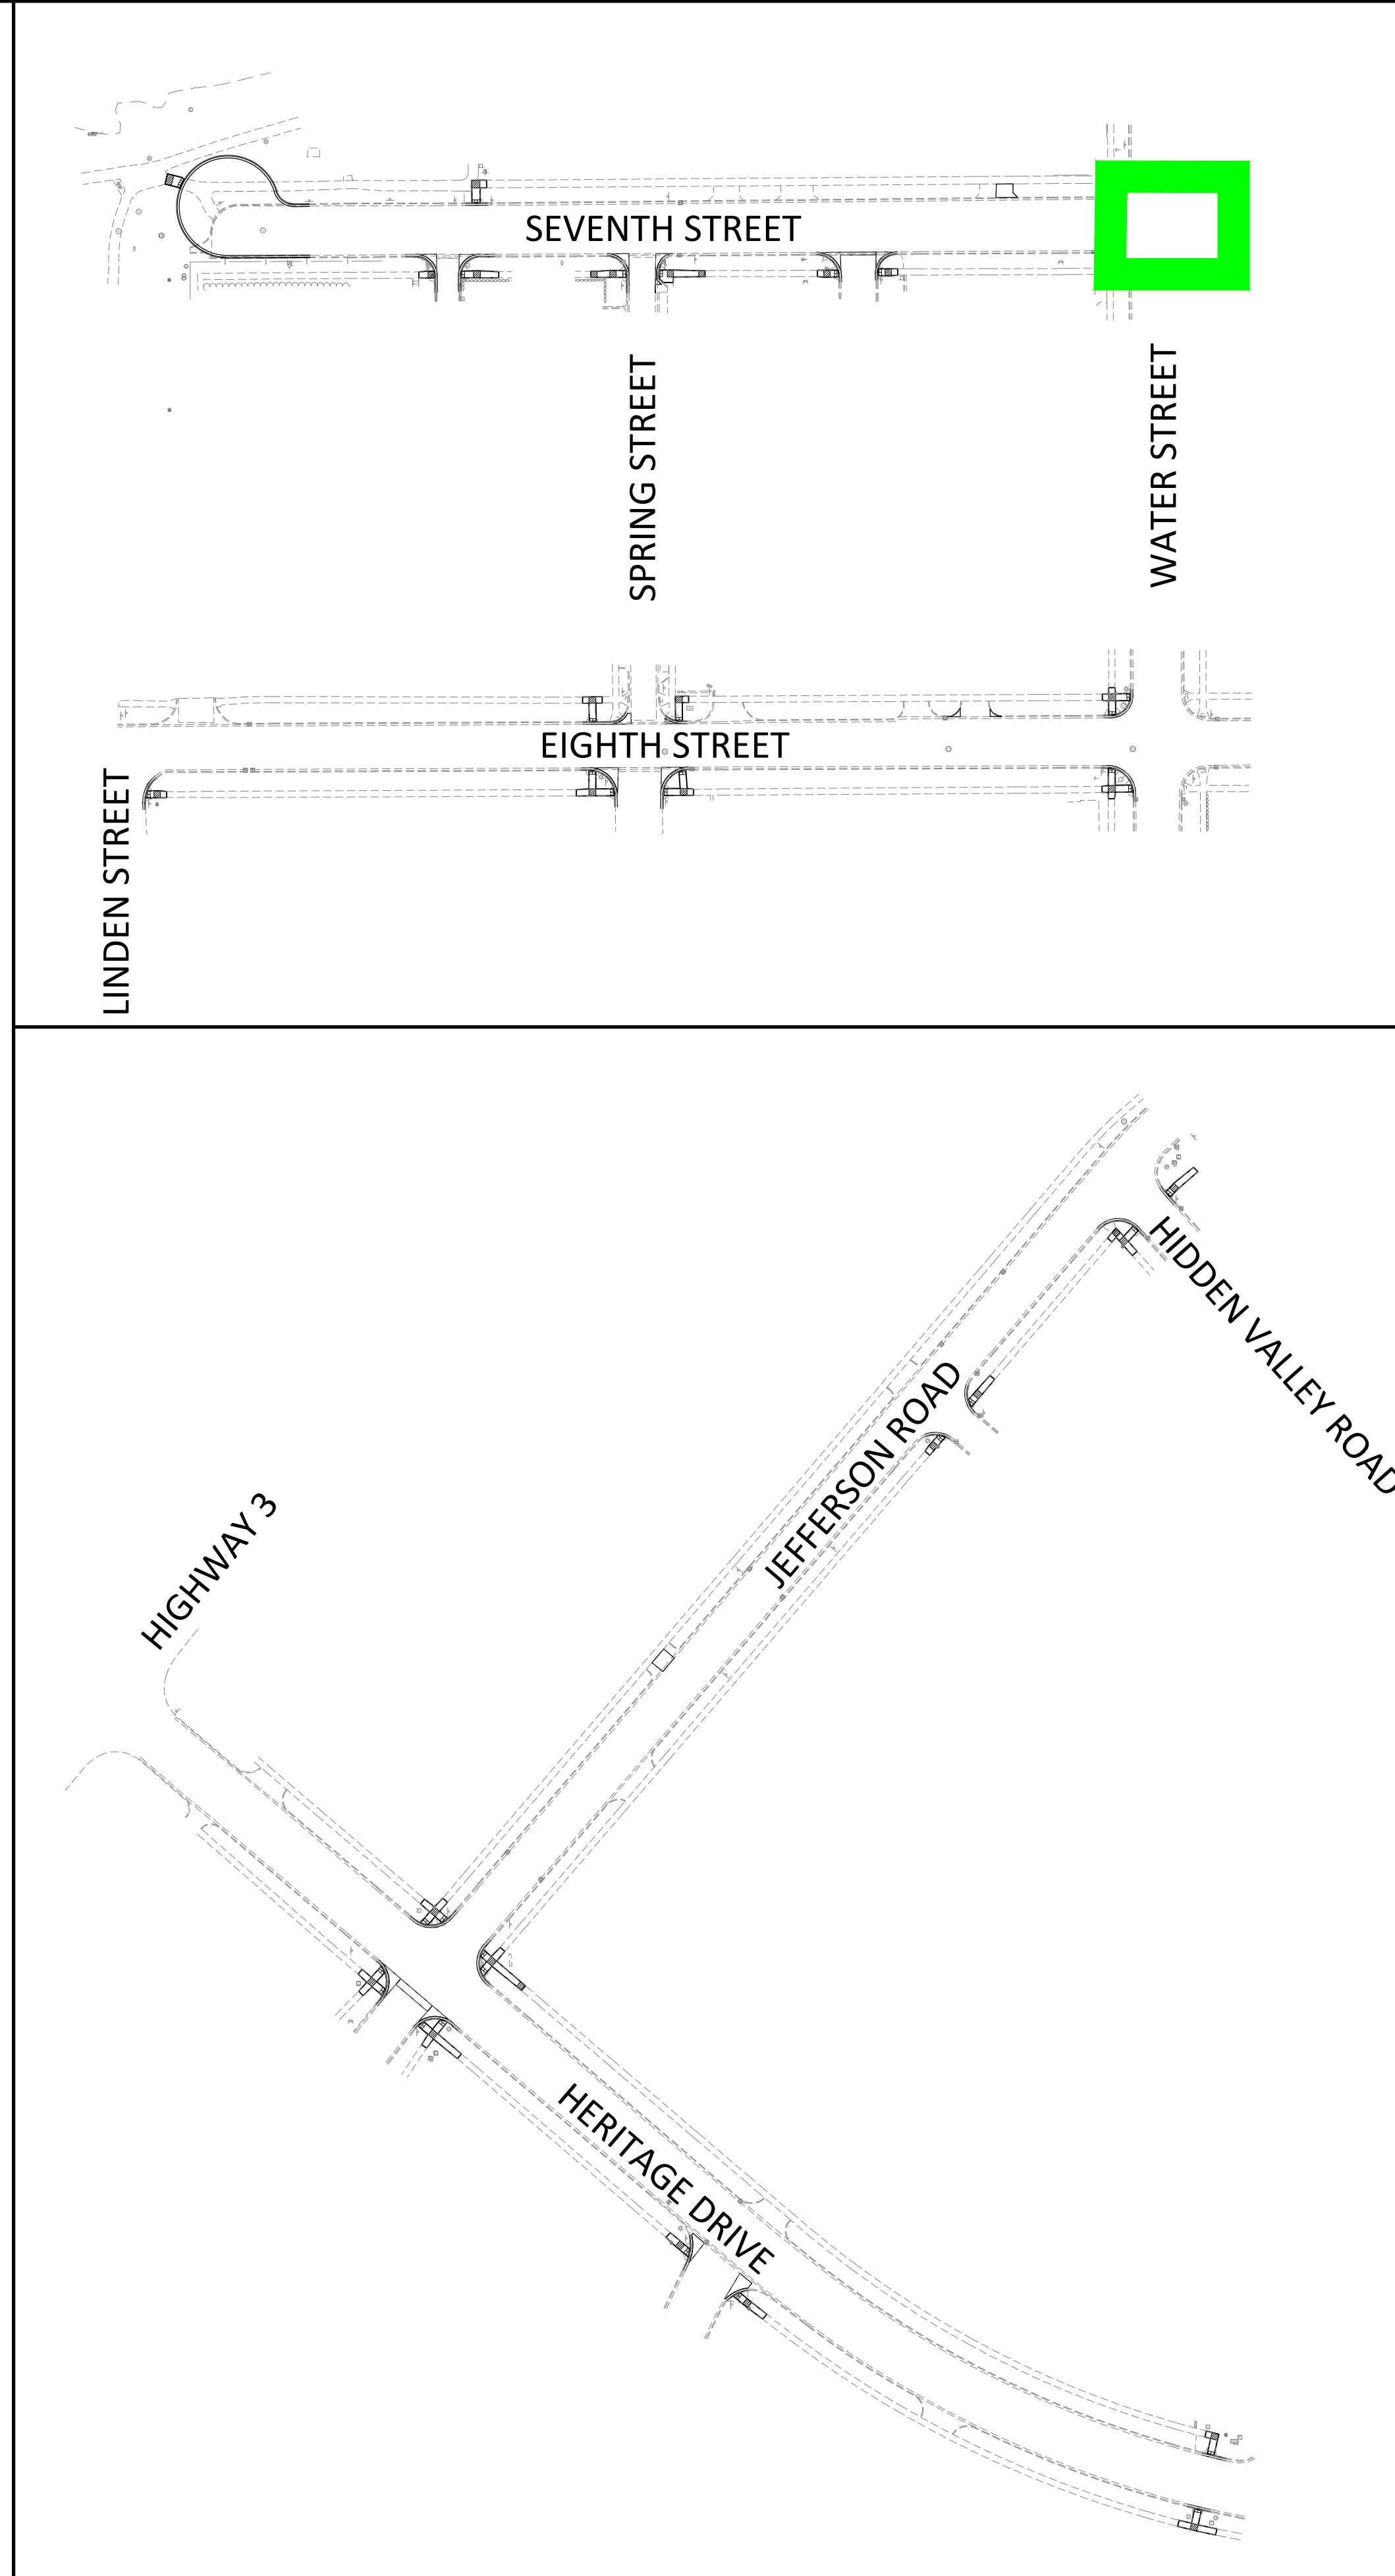 SEVENTH STREET
SPRING STREET
WATER STREET
EIGHTH STREET
LINDEN STREET
HIDDEN VALLEY ROAD
JEFFERSON ROAD
HIGHWAY 3
HERITAGE DRIVE